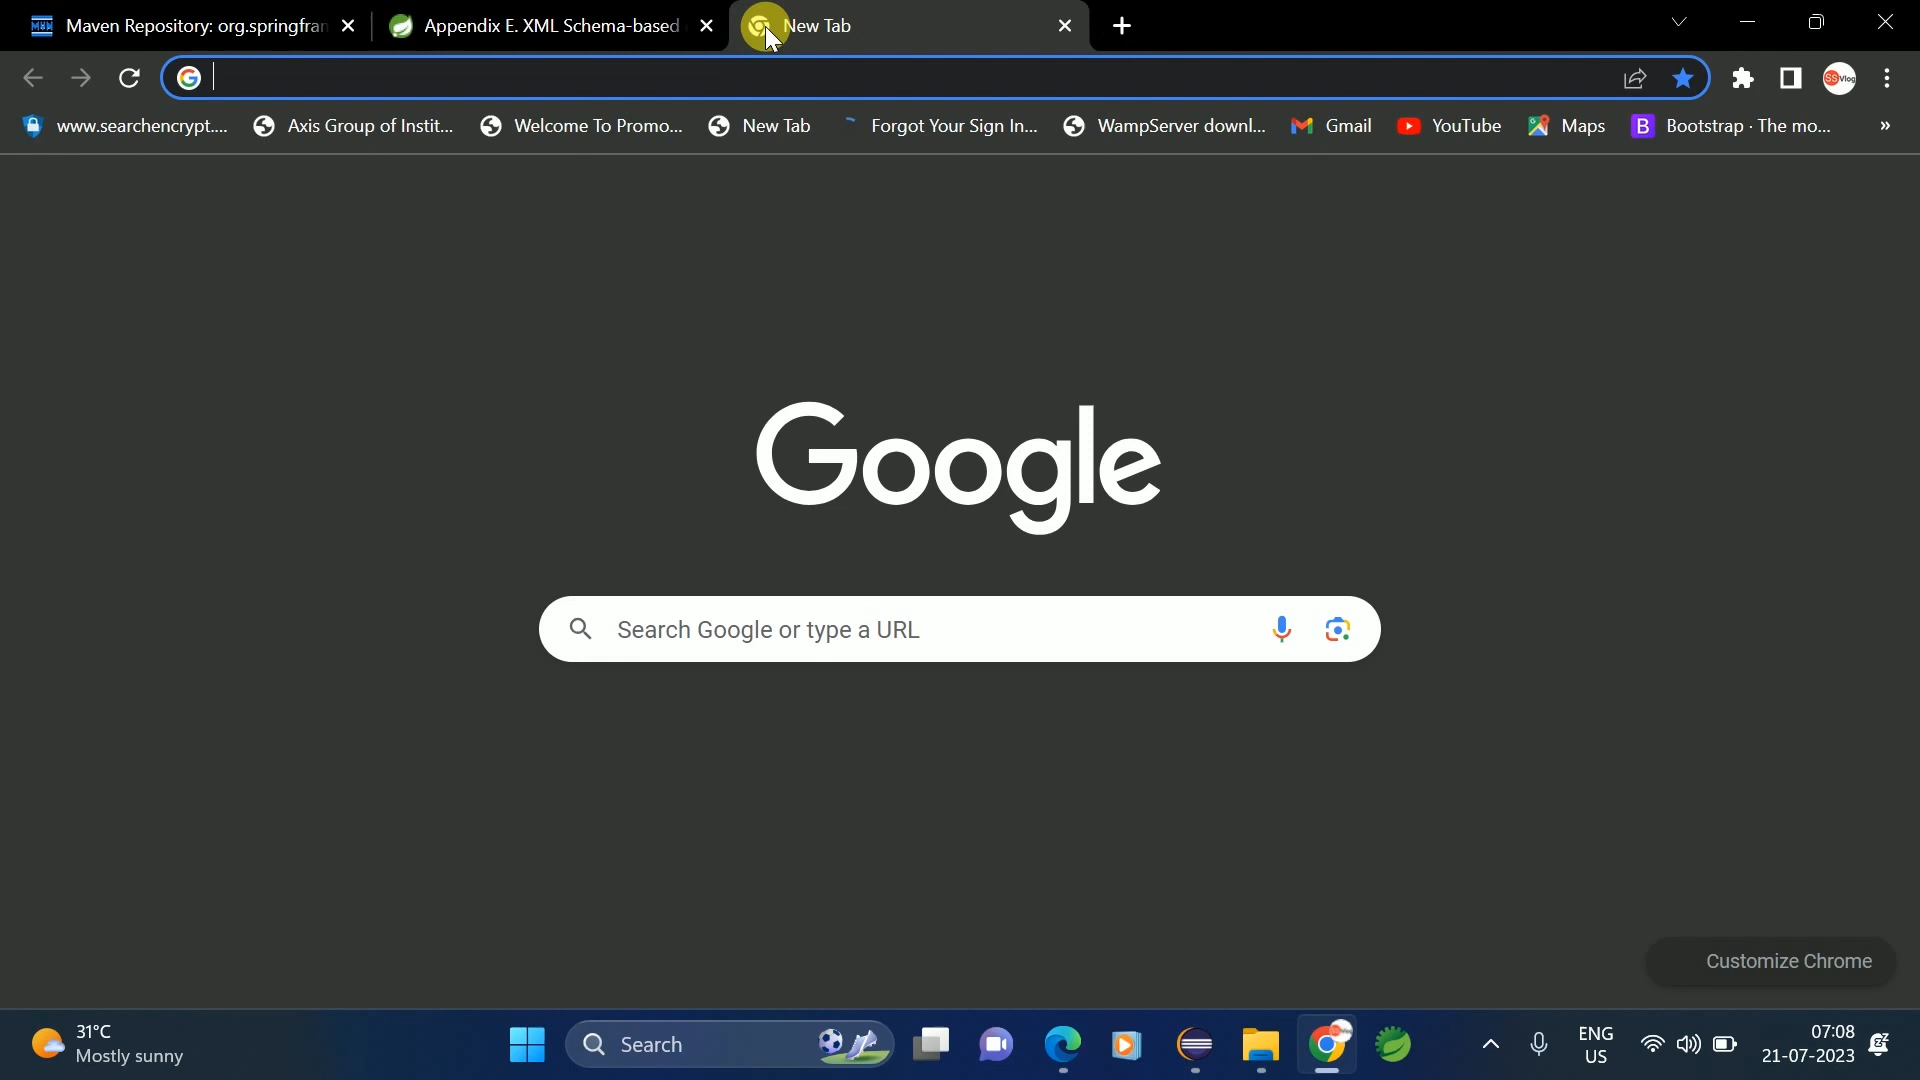 Maven Repository: org.springfran
Appendix E. XML Schema-based
New Tab
www.searchencrypt....
Axis Group of Instit...
Welcome To Promo...
New Tab
Forgot Your Sign In...
WampServer downl...
Gmail
YouTube
Maps
Bootstrap · The mo...
»
Google
Search Google or type a URL
Customize Chrome
31°C
Mostly sunny
Search
ENG
US
07:08
21-07-2023